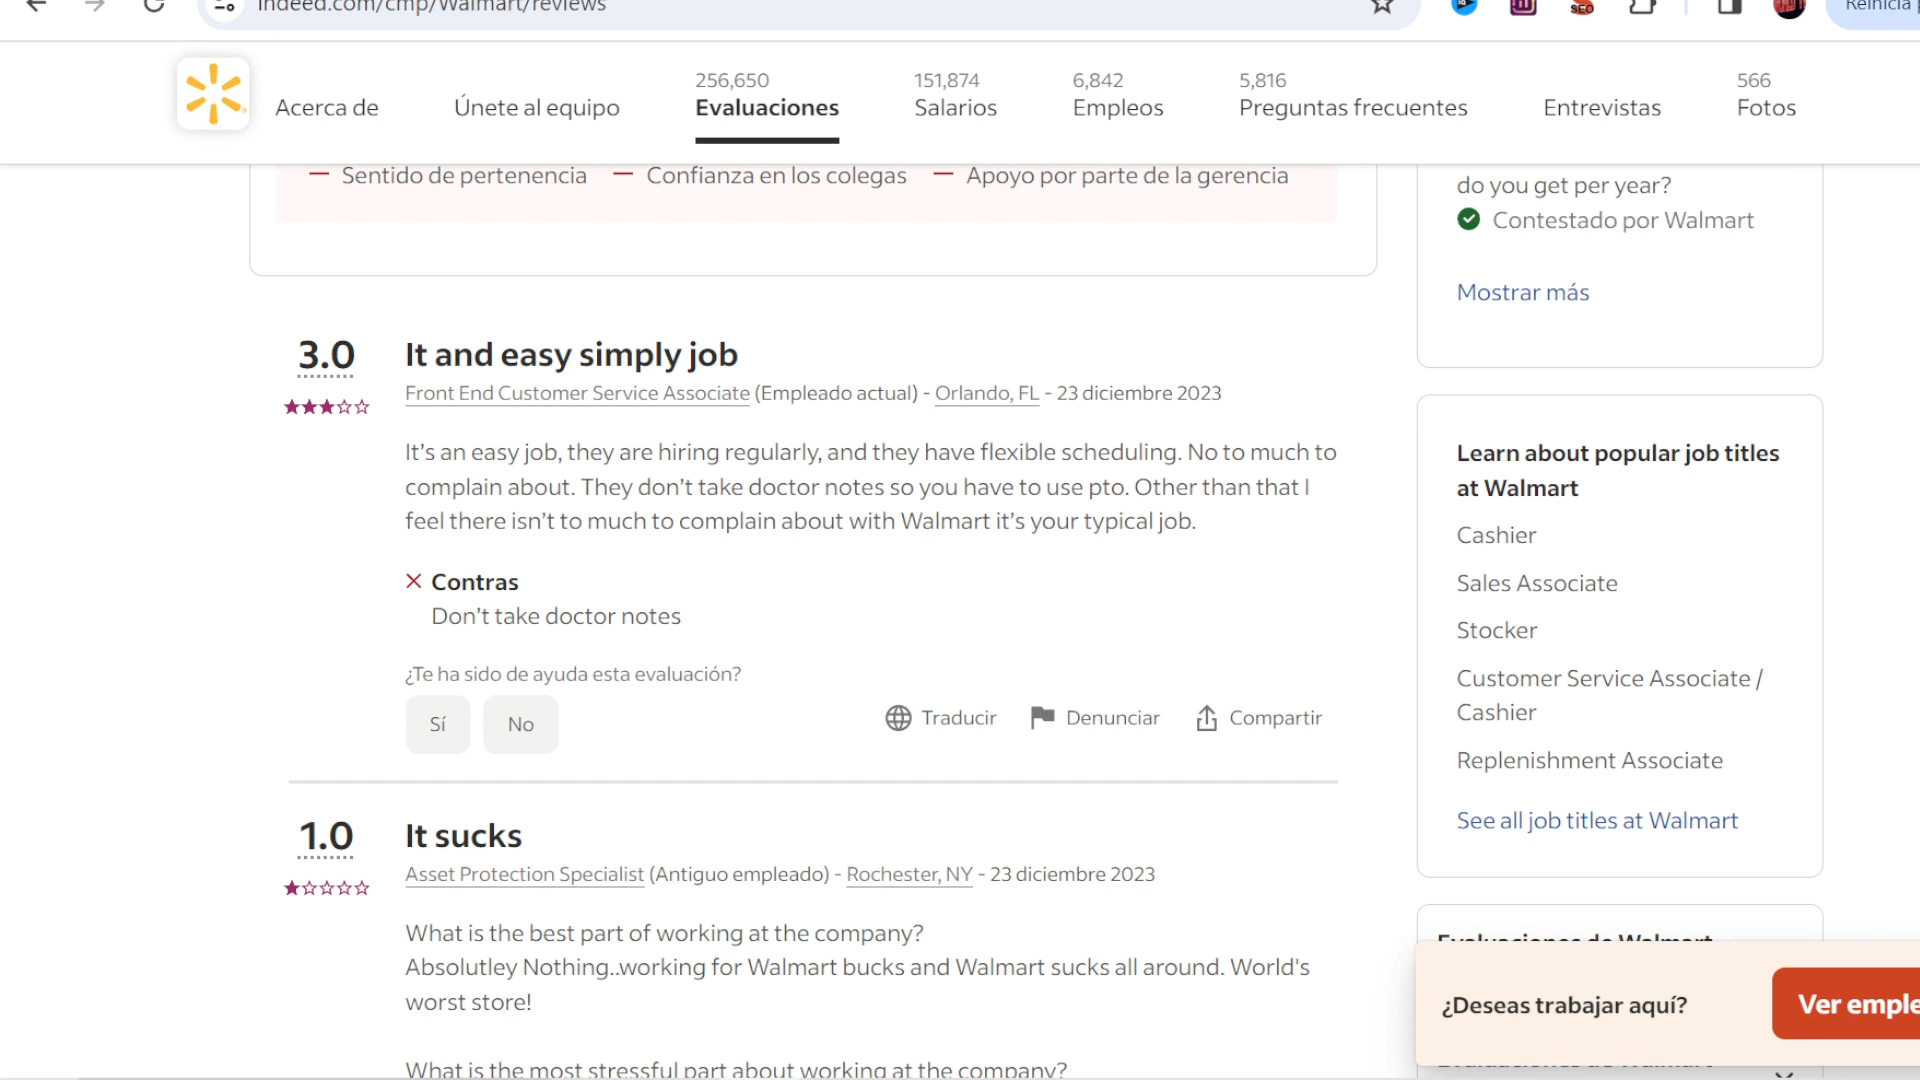 indeed.com/cmp/Walmart/reviews
Reinicia
256,650
151,874
6,842
5,816
566
Acerca de
Únete al equipo
Evaluaciones
Salarios
Empleos
Preguntas frecuentes
Entrevistas
Fotos
— Sentido de pertenencia — Confianza en los colegas — Apoyo por parte de la gerencia
do you get per year?
Contestado por Walmart
Mostrar más
3.0
It and easy simply job
Front End Customer Service Associate (Empleado actual) - Orlando, FL - 23 diciembre 2023
It’s an easy job, they are hiring regularly, and they have flexible scheduling. No to much to
complain about. They don’t take doctor notes so you have to use pto. Other than that I
feel there isn’t to much to complain about with Walmart it’s your typical job.
Contras
Don’t take doctor notes
¿Te ha sido de ayuda esta evaluación?
Sí
No
Traducir
Denunciar
Compartir
1.0
It sucks
Asset Protection Specialist (Antiguo empleado) - Rochester, NY - 23 diciembre 2023
What is the best part of working at the company?
Absolutley Nothing..working for Walmart bucks and Walmart sucks all around. World's
worst store!
What is the most stressful part about working at the company?
Learn about popular job titles
at Walmart
Cashier
Sales Associate
Stocker
Customer Service Associate /
Cashier
Replenishment Associate
See all job titles at Walmart
Evaluaciones de Walmart
¿Deseas trabajar aquí?
Ver emple